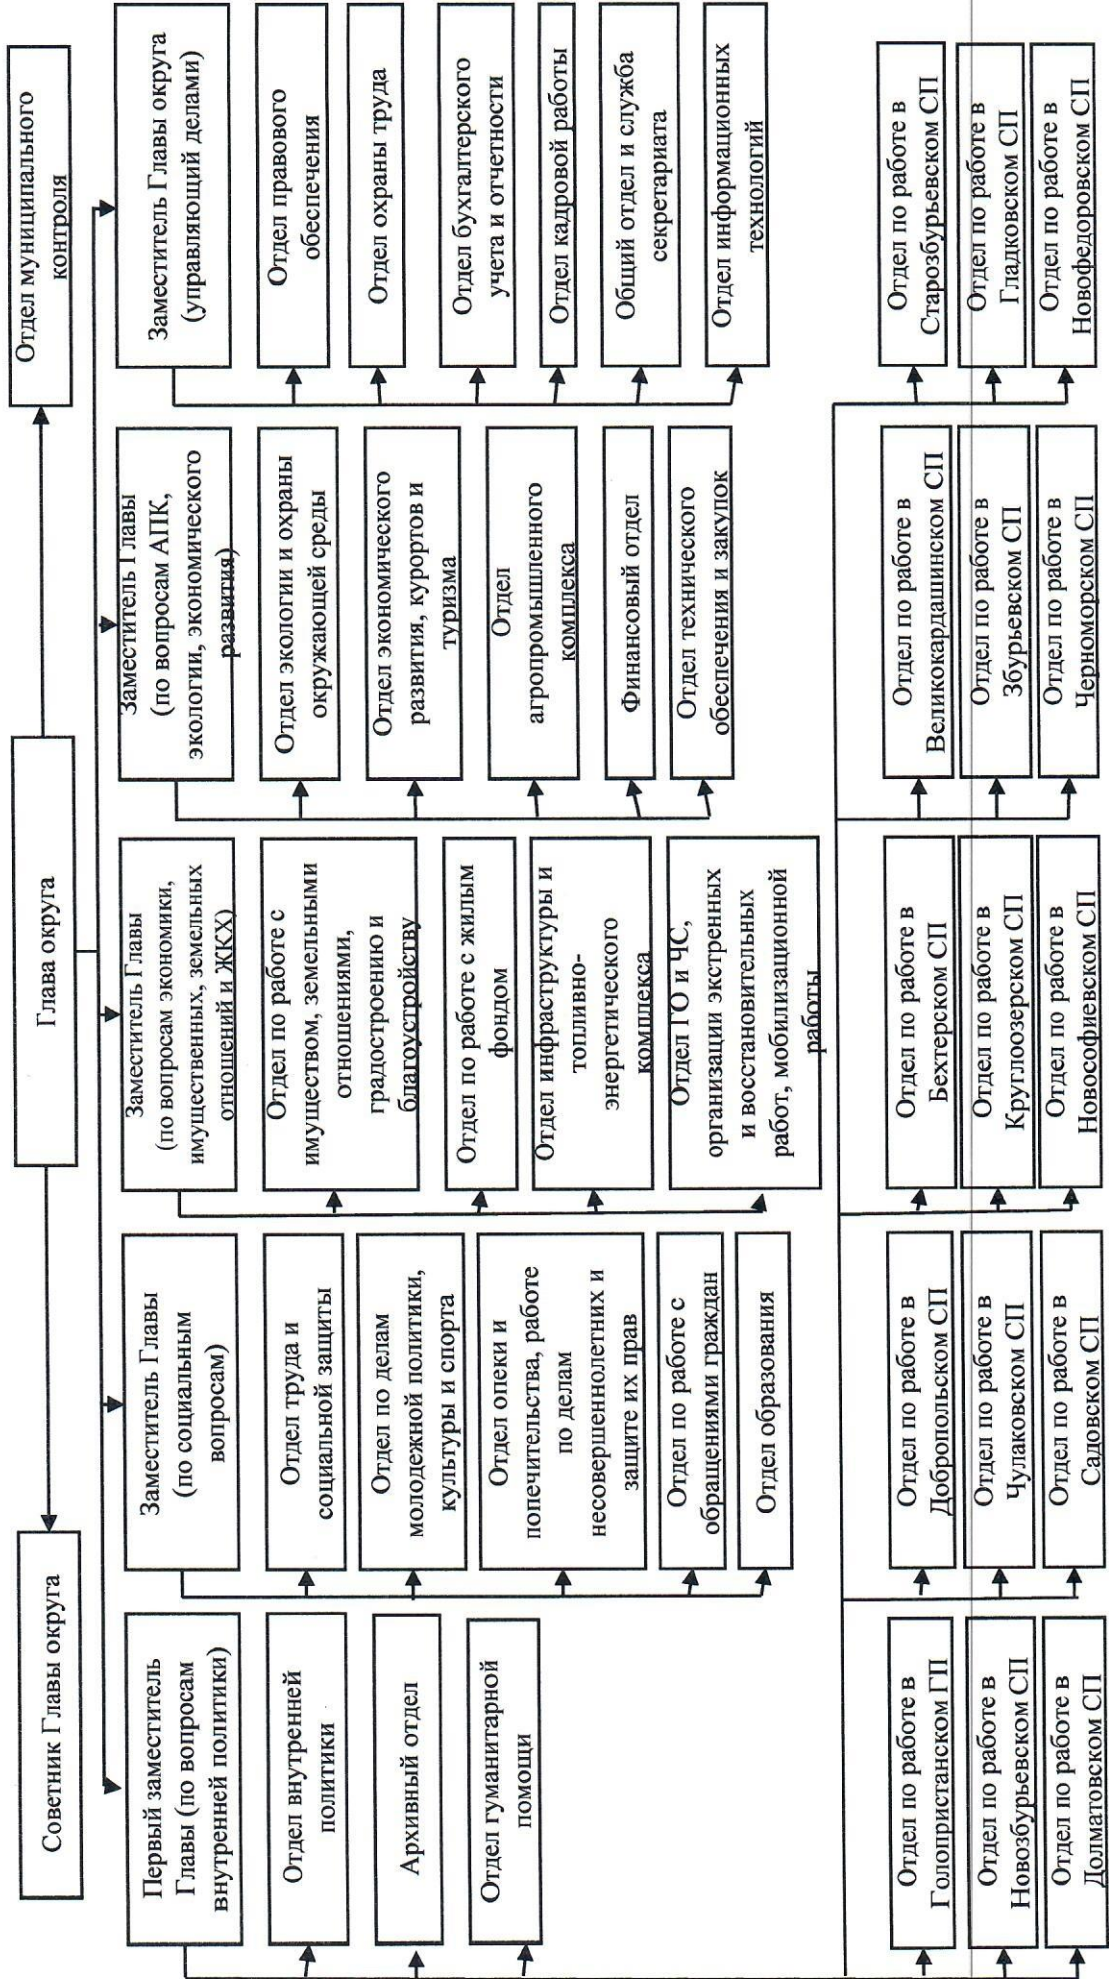 Советник Главы округа
Глава округа
Отдел муниципального
контроля
Первый заместитель
Главы (по вопросам
внутренней политики)
Отдел внутренней
политики
Архивный отдел
Отдел гуманитарной
помощи
Заместитель Главы
(по социальным
вопросам)
Отдел труда и
социальной защиты
Отдел по делам
молодежной политики,
культуры и спорта
Отдел опеки и
попечительства, работе
по делам
несовершеннолетних и
защите их прав
Отдел по работе с
обращениями граждан
Отдел образования
Заместитель Главы
(по вопросам экономики,
имущественных, земельных
отношений и ЖКХ)
Отдел по работе с
имуществом, земельными
отношениями,
градостроению и
благоустройству
Отдел по работе с жилым
фондом
Отдел инфраструктуры и
топливно-
энергетического
комплекса
Отдел ГО и ЧС,
организации экстренных
и восстановительных
работ, мобилизационной
работы
Заместитель Главы
(по вопросам АПК,
экологии, экономического
развития)
Отдел экологии и охраны
окружающей среды
Отдел экономического
развития, курортов и
туризма
Отдел
агропромышленного
комплекса
Финансовый отдел
Отдел технического
обеспечения и закупок
Заместитель Главы округа
(управляющий делами)
Отдел правового
обеспечения
Отдел охраны труда
Отдел бухгалтерского
учета и отчетности
Отдел кадровой работы
Общий отдел и служба
секретариата
Отдел информационных
технологий
Отдел по работе в
Голопристанском ГП
Отдел по работе в
Новозбурьевском СП
Отдел по работе в
Долматовском СП
Отдел по работе в
Добропольском СП
Отдел по работе в
Чулаковском СП
Отдел по работе в
Садовском СП
Отдел по работе в
Бехтерском СП
Отдел по работе в
Круглоозерском СП
Отдел по работе в
Новософиевском СП
Отдел по работе в
Великокардашинском СП
Отдел по работе в
Збурьевском СП
Отдел по работе в
Черноморском СП
Отдел по работе в
Старозбурьевском СП
Отдел по работе в
Гладковском СП
Отдел по работе в
Новофедоровском СП